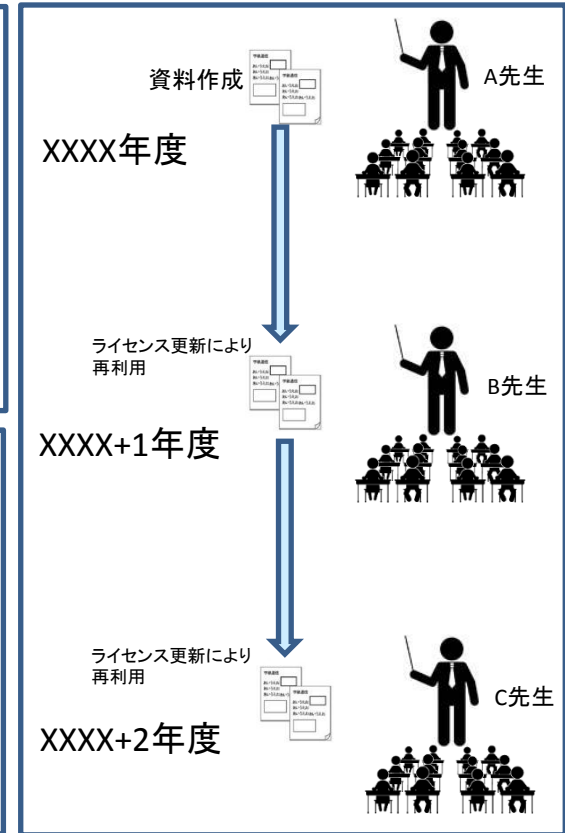 資料作成
A先生
XXXX年度
ライセンス更新により
再利用
B先生
XXXX+1年度
ライセンス更新により
再利用
C先生
XXXX+2年度